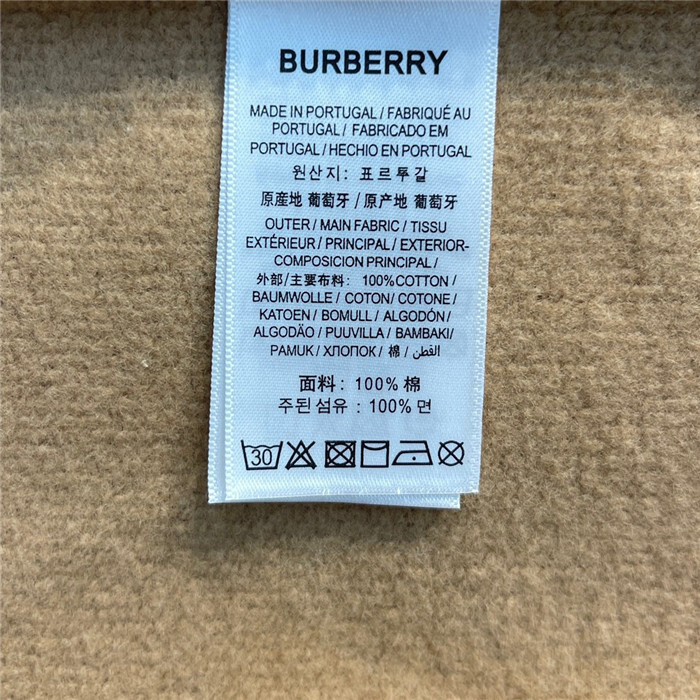 BURBERRY
MADE IN PORTUGAL / FABRIQUÉ AU
PORTUGAL / FABRICADO EM
PORTUGAL / HECHO EN PORTUGAL
원산지: 포르투갈
原産地 葡萄牙 / 原产地 葡萄牙
OUTER / MAIN FABRIC / TISSU
EXTÉRIEUR / PRINCIPAL / EXTERIOR-
COMPOSICION PRINCIPAL /
外部/主要布料: 100%COTTON /
BAUMWOLLE / COTON / COTONE /
KATOEN / BOMULL / ALGODÓN /
ALGODÃO / PUUVILLA / BAMBAKI/
PAMUK / ХЛОПОК / 棉 / القطن /
面料: 100% 棉
주된 섬유 : 100% 면
30